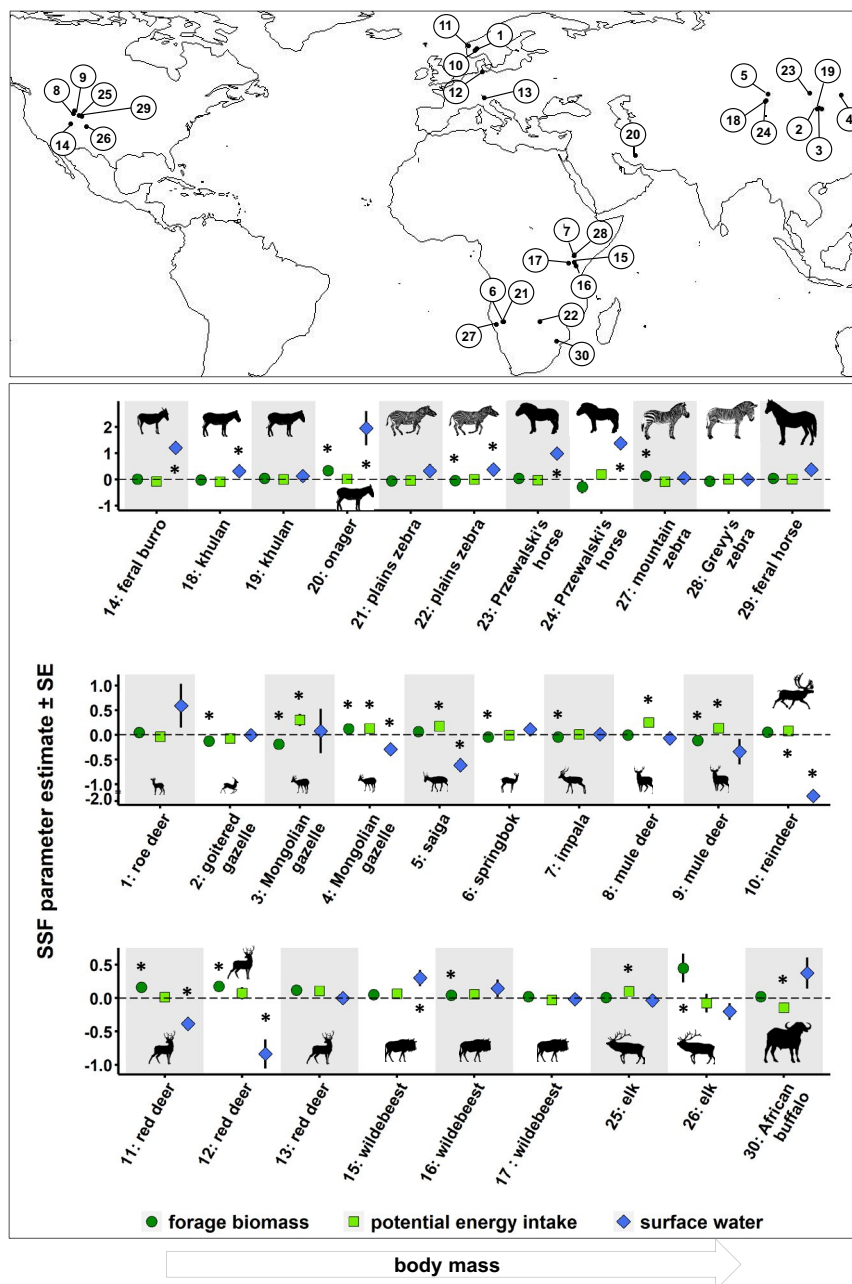 11
1
10
12
13
8
9
25
29
14
26
5
23
19
18
24
2
3
4
20
7
28
17
15
16
6
21
22
27
30
SSF parameter estimate ± SE
2
1
0
-1
* * * * * * * * *
14: feral burro
18: khulan
19: khulan
20: onager
21: plains zebra
22: plains zebra
23: Przewalski's
horse
24: Przewalski's
horse
27: mountain
zebra
28: Grevy's
zebra
29: feral horse
1.0
0.5
0.0
-0.5
-1.0
-2.0
* * * * * * * * * * * * * * *
1: roe deer
2: goitered
gazelle
3: Mongolian
gazelle
4: Mongolian
gazelle
5: saiga
6: springbok
7: impala
8: mule deer
9: mule deer
10: reindeer
0.5
0.0
-0.5
-1.0
* * * * * * * * *
11: red deer
12: red deer
13: red deer
15: wildebeest
16: wildebeest
17 : wildebeest
25: elk
26: elk
30: African
buffalo
forage biomass potential energy intake surface water
body mass